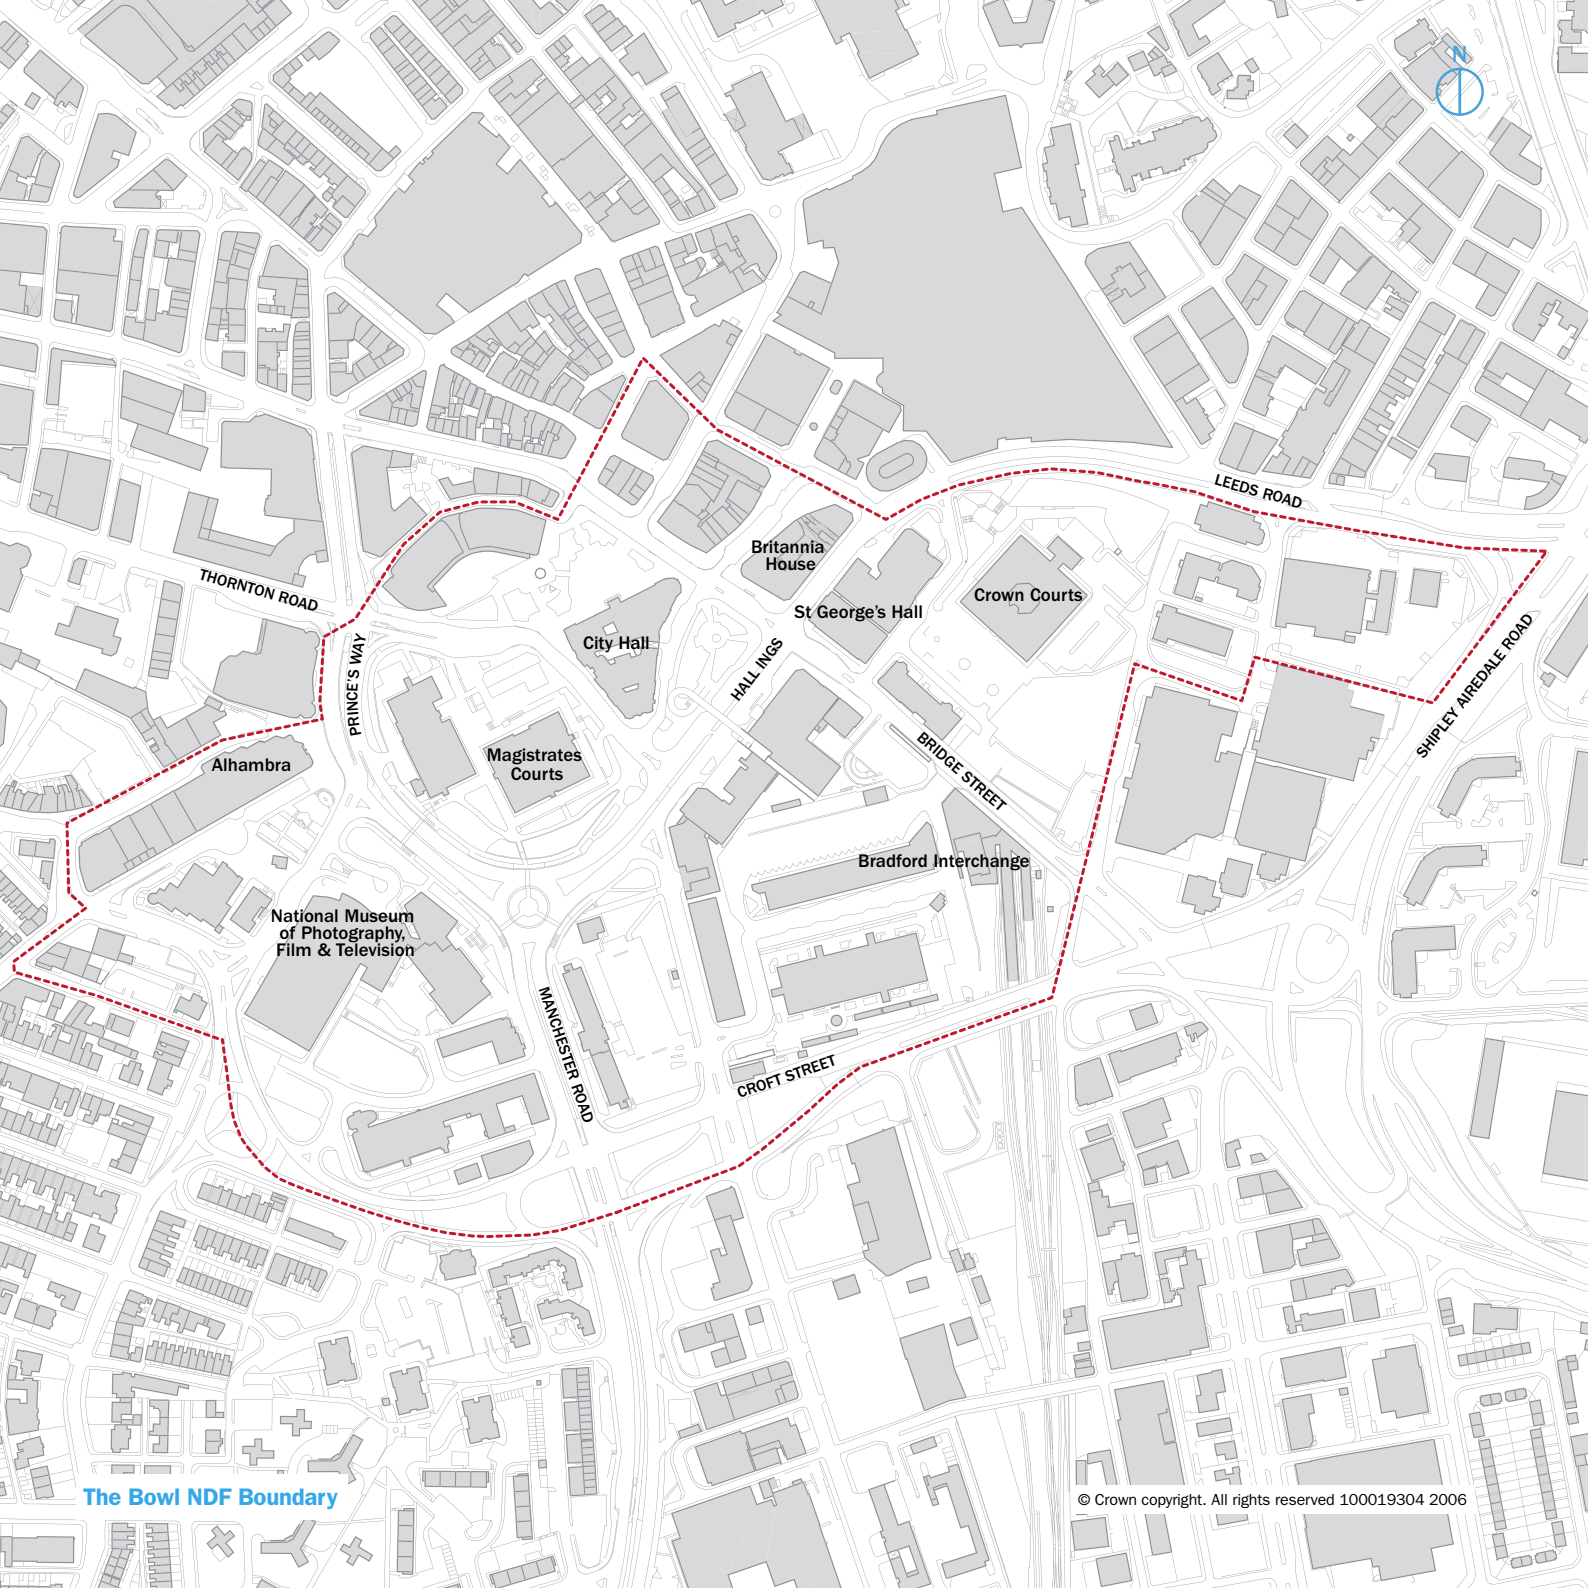 N
LEEDS ROAD
Britannia
House
THORNTON ROAD
Crown Courts
St George's Hall
City Hall
HALL INGS
PRINCE'S WAY
SHIPLEY AIREDALE ROAD
Magistrates
Courts
Alhambra
BRIDGE STREET
Bradford Interchange
National Museum
of Photography,
Film & Television
MANCHESTER ROAD
CROFT STREET
The Bowl NDF Boundary
© Crown copyright. All rights reserved 100019304 2006